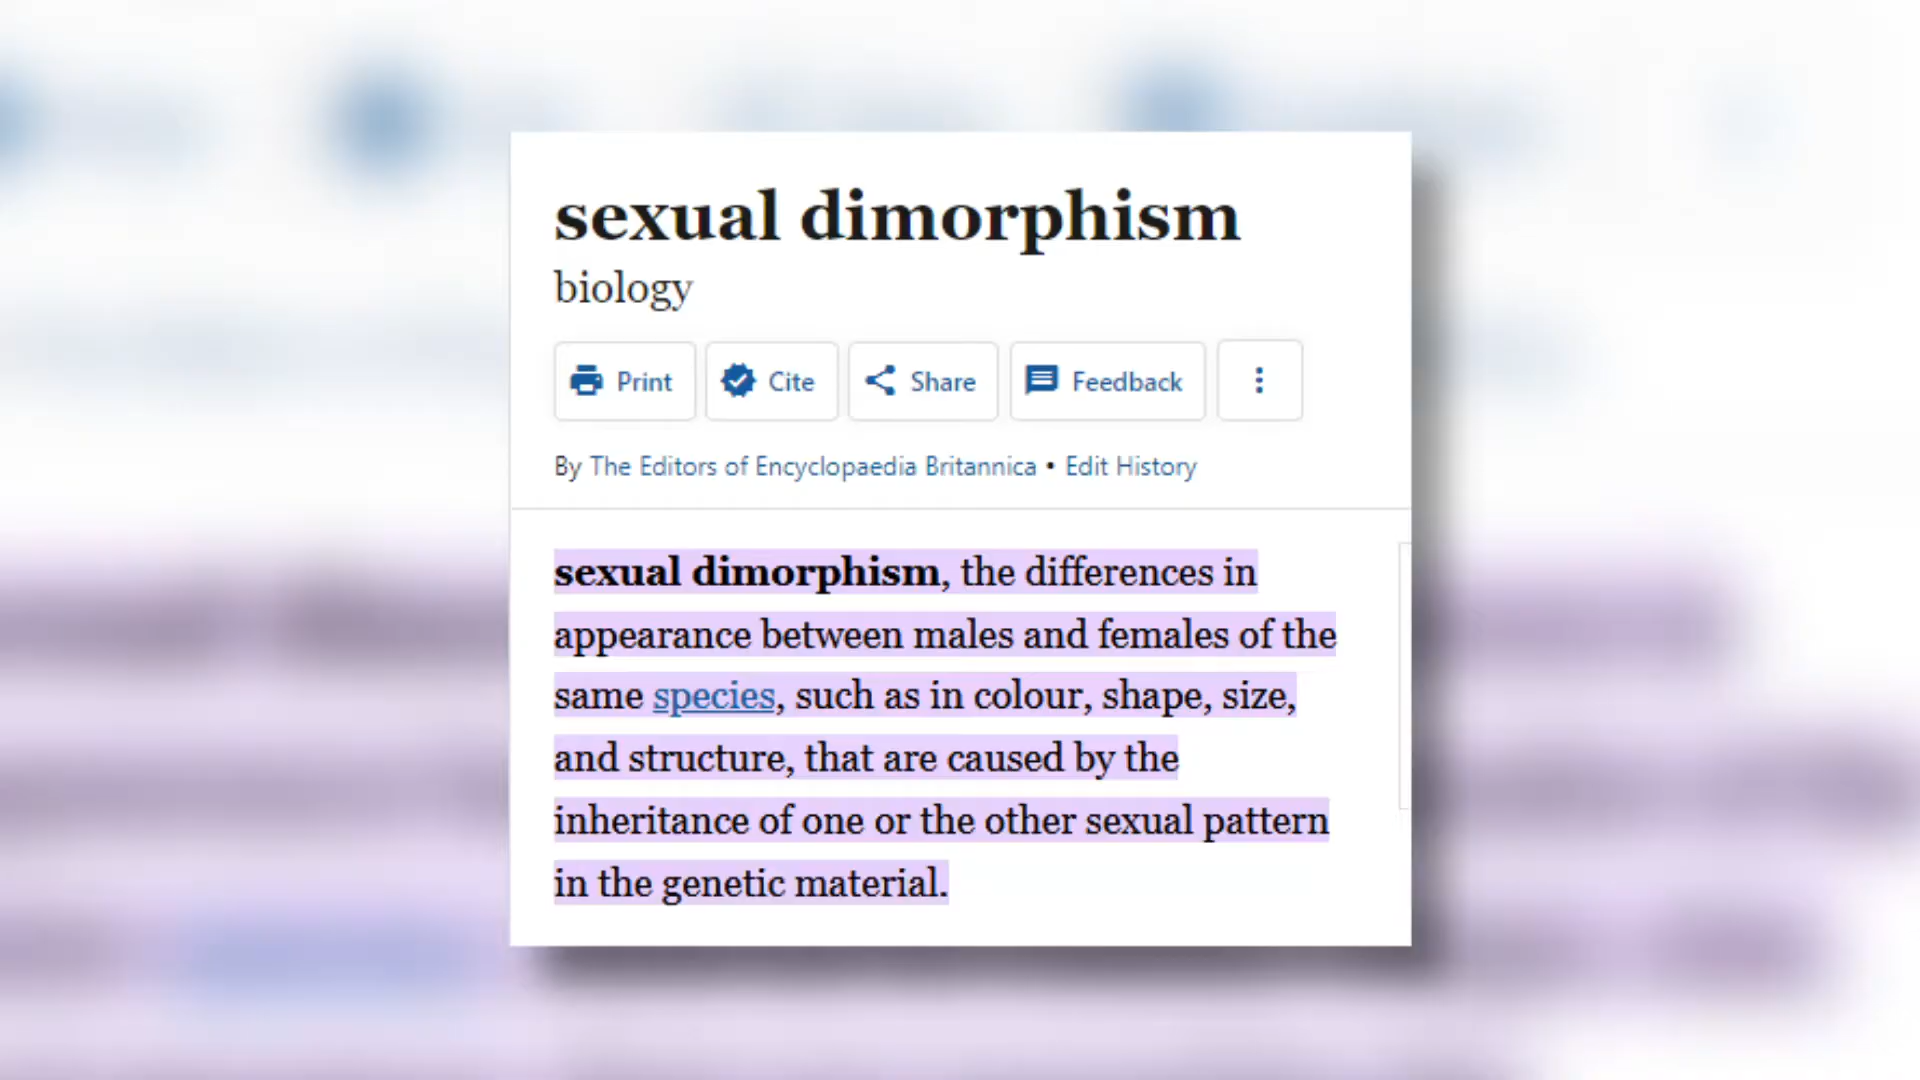 sexual dimorphism
biology
Print Cite Share Feedback
By The Editors of Encyclopaedia Britannica • Edit History
sexual dimorphism, the differences in
appearance between males and females of the
same species, such as in colour, shape, size,
and structure, that are caused by the
inheritance of one or the other sexual pattern
in the genetic material.